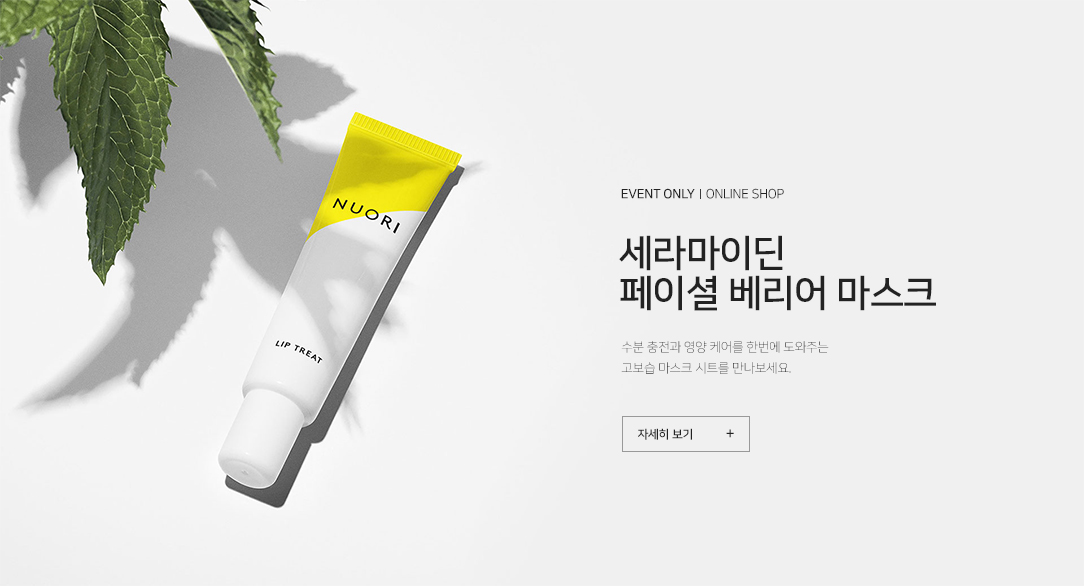 NUORI
LIP TREAT
EVENT ONLY | ONLINE SHOP
세라마이딘
페이셜 베리어 마스크
수분 충전과 영양 케어를 한번에 도와주는
고보습 마스크 시트를 만나보세요.
자세히 보기 +